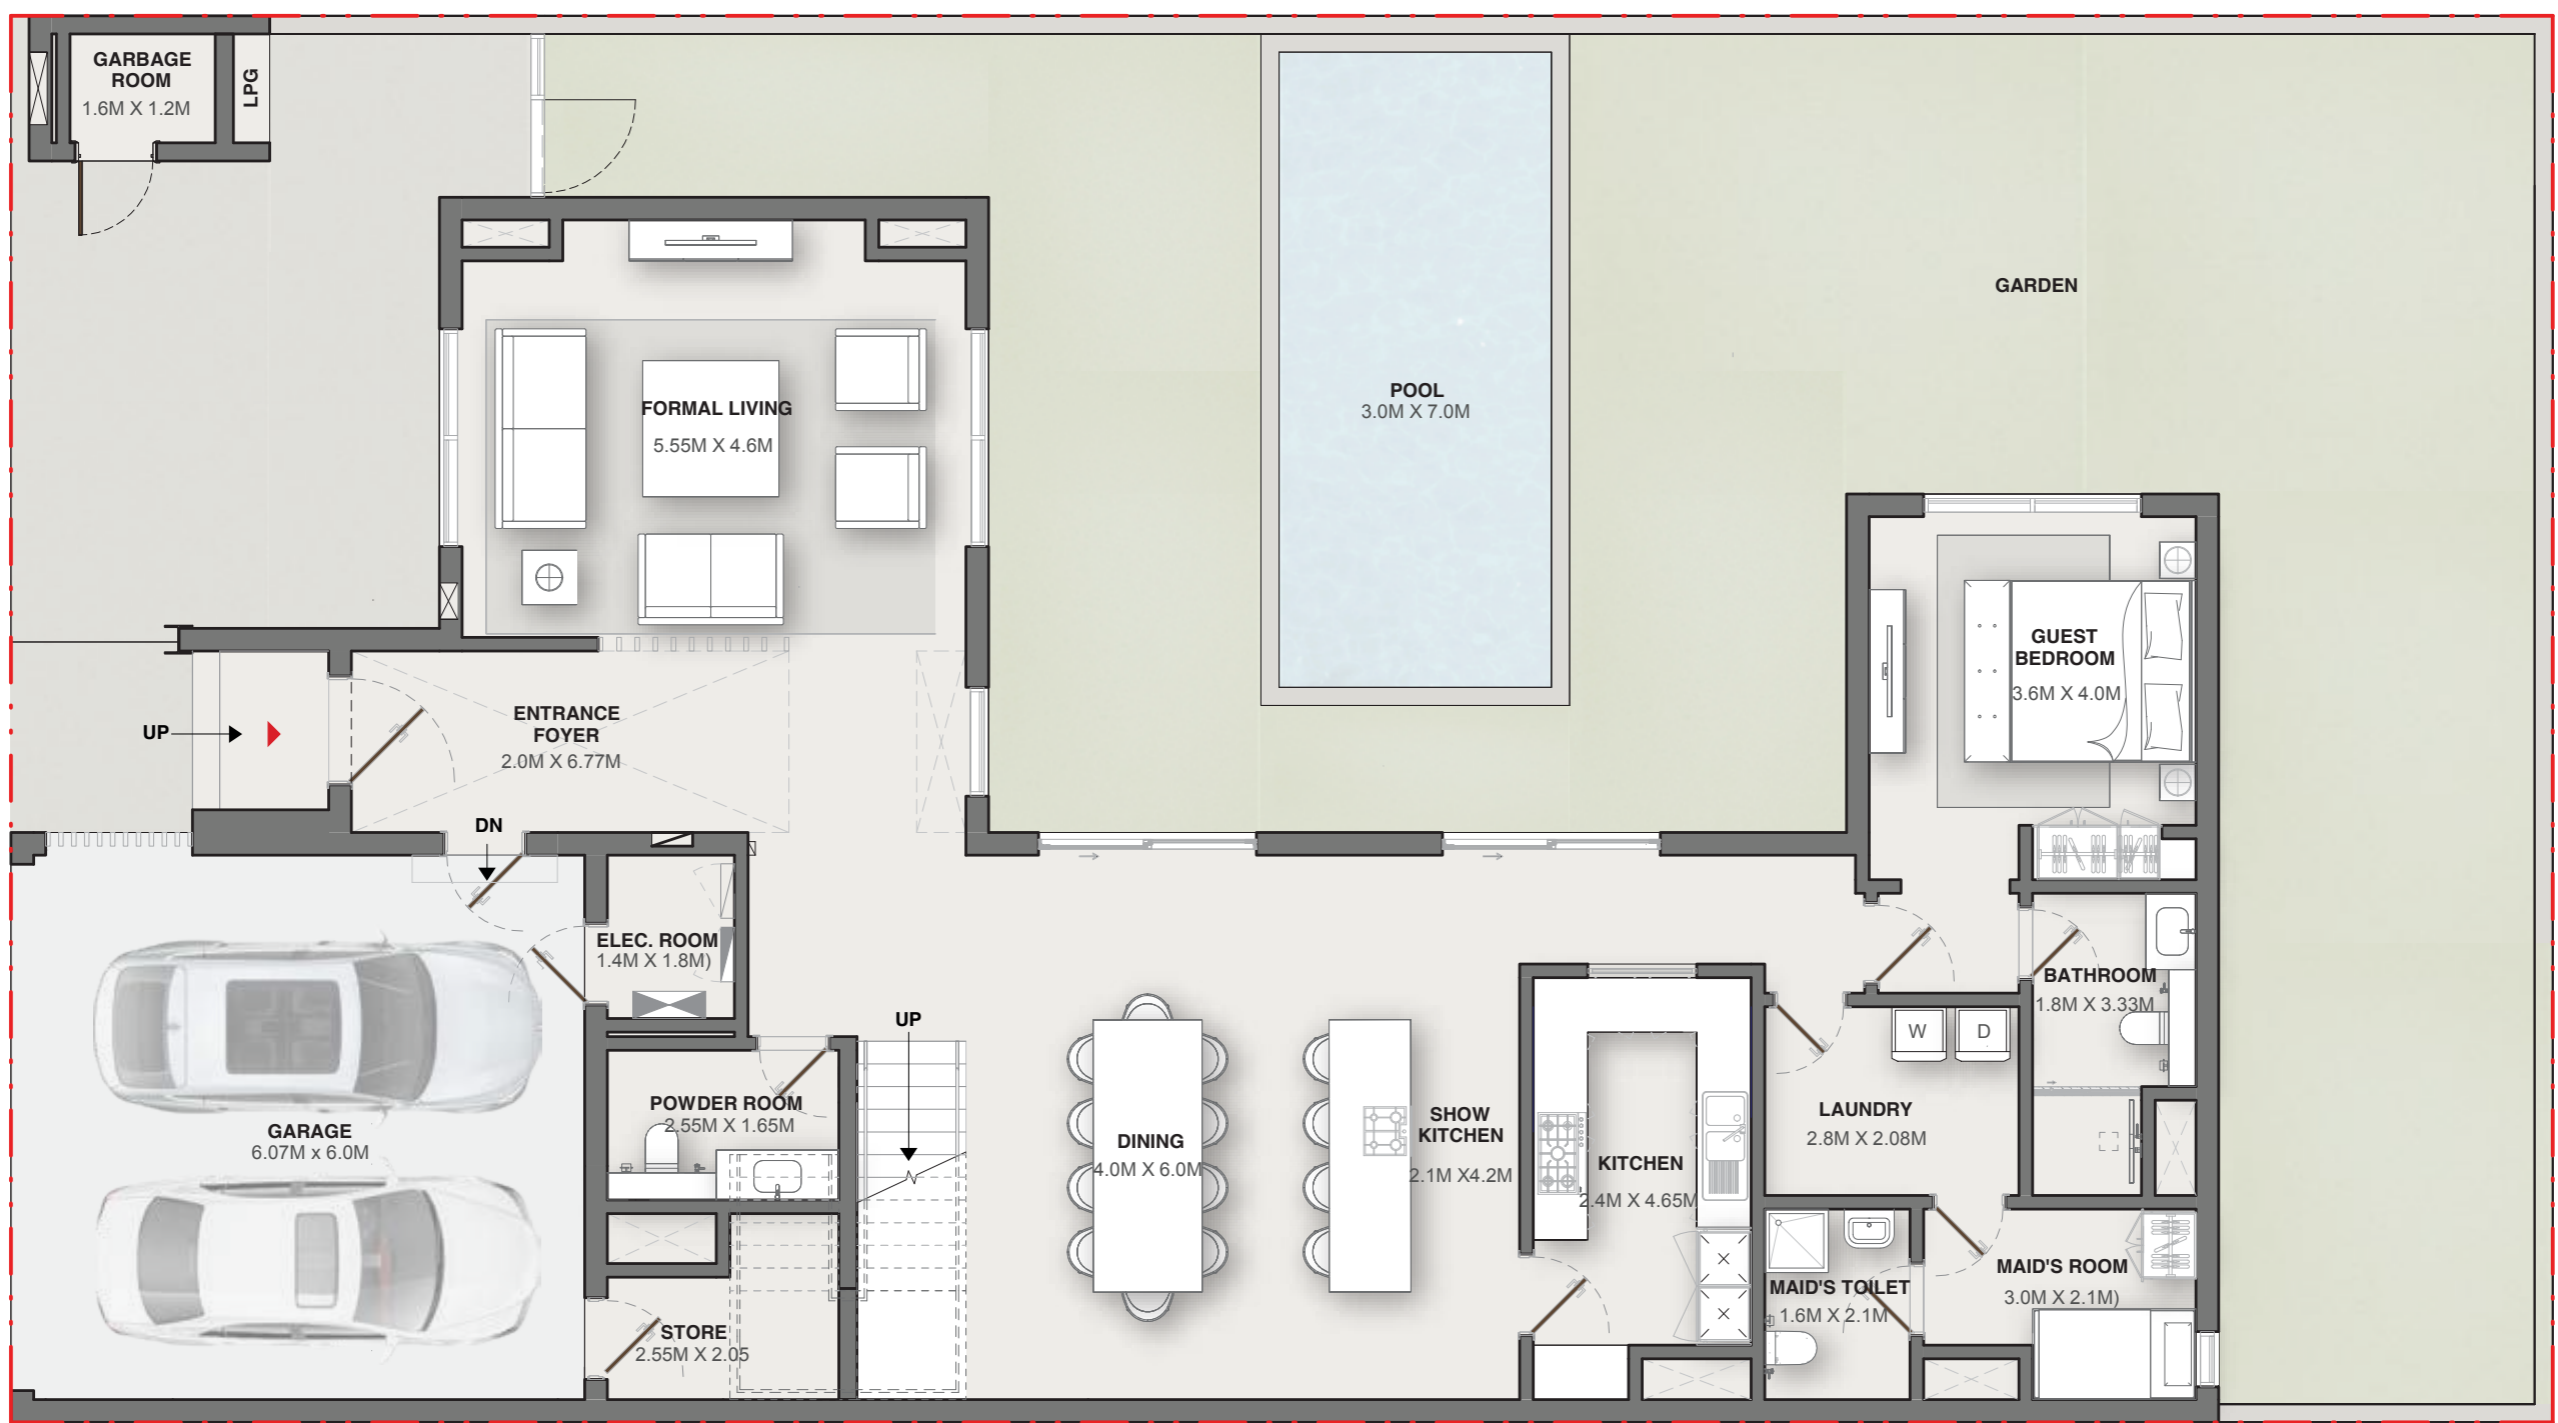 GARBAGE
ROOM
1.6M X 1.2M
LPG
GARDEN
POOL
3.0M X 7.0M
FORMAL LIVING
5.55M X 4.6M
GUEST
BEDROOM
3.6M X 4.0M
UP
ENTRANCE
FOYER
2.0M X 6.77M
DN
ELEC. ROOM
1.4M X 1.8M)
BATHROOM
1.8M X 3.33M
UP
W
D
POWDER ROOM
2.55M X 1.65M
GARAGE
6.07M x 6.0M
DINING
4.0M X 6.0M
SHOW
KITCHEN
2.1M X4.2M
KITCHEN
2.4M X 4.65M
LAUNDRY
2.8M X 2.08M
MAID'S TOILET
1.6M X 2.1M
MAID'S ROOM
3.0M X 2.1M)
STORE
2.55M X 2.05